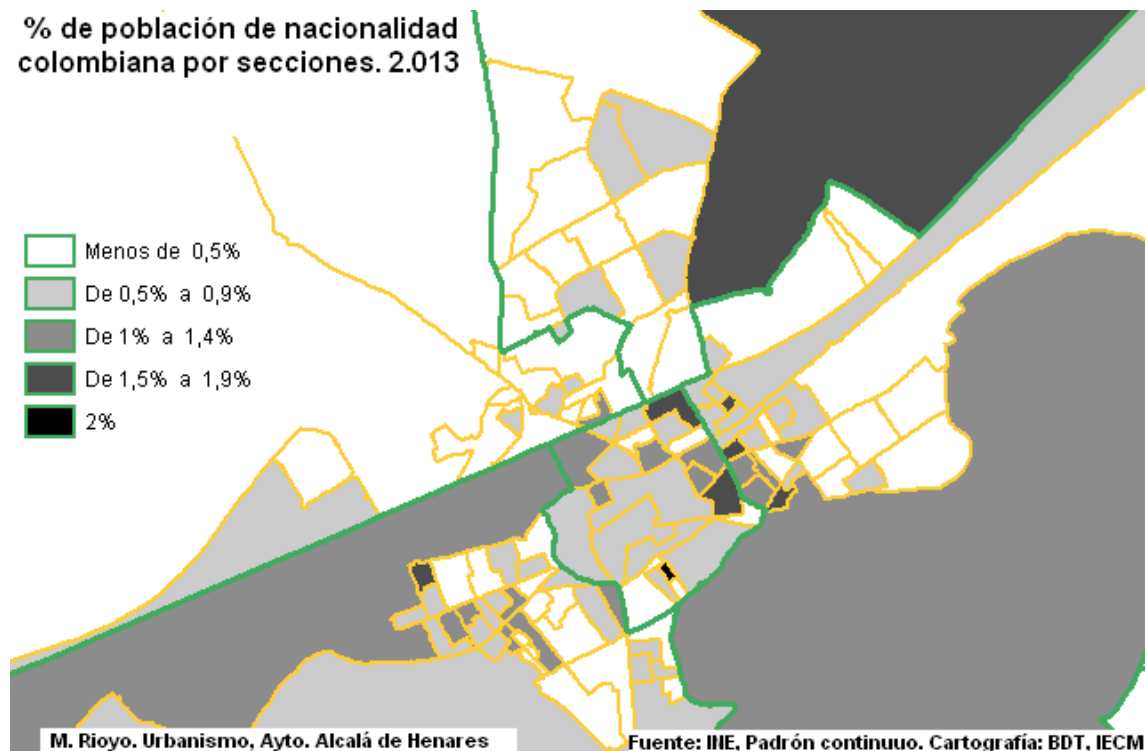 % de población de nacionalidad
colombiana por secciones. 2.013
Menos de 0,5%
De 0,5% a 0,9%
De 1% a 1,4%
De 1,5% a 1,9%
2%
M. Rioyo. Urbanismo, Ayto. Alcalá de Henares
Fuente: INE, Padrón continuuo. Cartografía: BDT, IECM